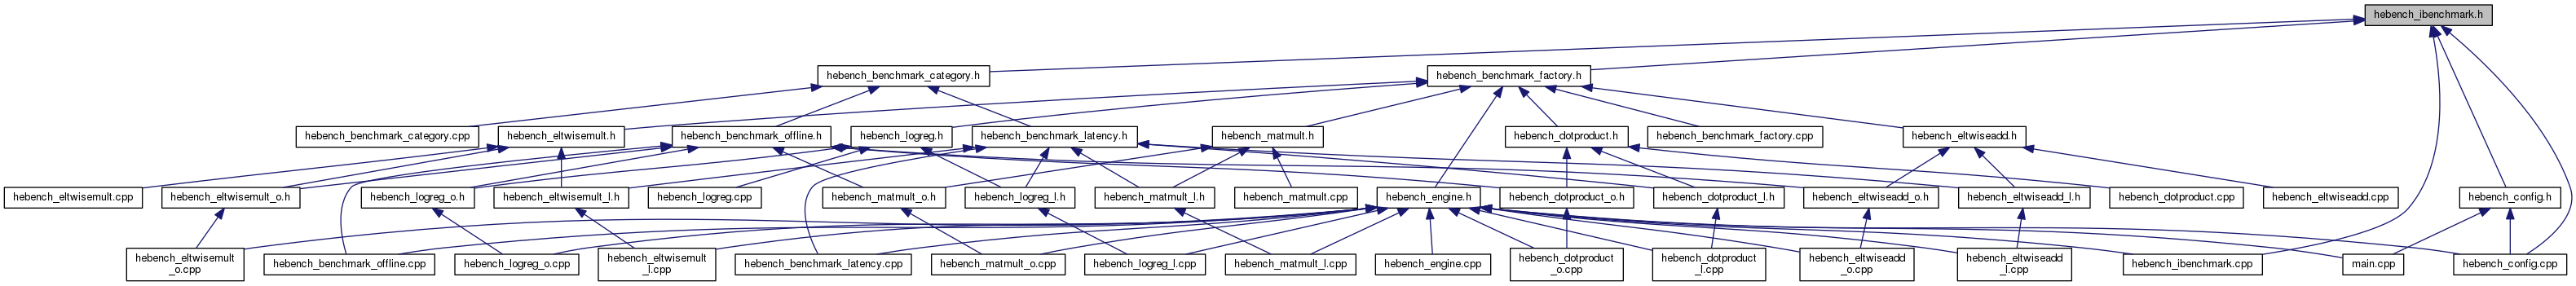 hebench_ibenchmark.h
hebench_benchmark_category.h
hebench_benchmark_factory.h
hebench_benchmark_category.cpp
hebench_eltwisemult.h
hebench_benchmark_offline.h
hebench_logreg.h
hebench_benchmark_latency.h
hebench_matmult.h
hebench_dotproduct.h
hebench_benchmark_factory.cpp
hebench_eltwiseadd.h
hebench_eltwisemult.cpp
hebench_eltwisemult_o.h
hebench_logreg_o.h
hebench_eltwisemult_l.h
hebench_logreg.cpp
hebench_matmult_o.h
hebench_logreg_l.h
hebench_matmult_l.h
hebench_matmult.cpp
hebench_engine.h
hebench_dotproduct_o.h
hebench_dotproduct_l.h
hebench_eltwiseadd_o.h
hebench_eltwiseadd_l.h
hebench_dotproduct.cpp
hebench_eltwiseadd.cpp
hebench_config.h
hebench_eltwisemult
_o.cpp
hebench_benchmark_offline.cpp
hebench_logreg_o.cpp
hebench_eltwisemult
_l.cpp
hebench_benchmark_latency.cpp
hebench_matmult_o.cpp
hebench_logreg_l.cpp
hebench_matmult_l.cpp
hebench_engine.cpp
hebench_dotproduct
_o.cpp
hebench_dotproduct
_l.cpp
hebench_eltwiseadd
_o.cpp
hebench_eltwiseadd
_l.cpp
hebench_ibenchmark.cpp
main.cpp
hebench_config.cpp